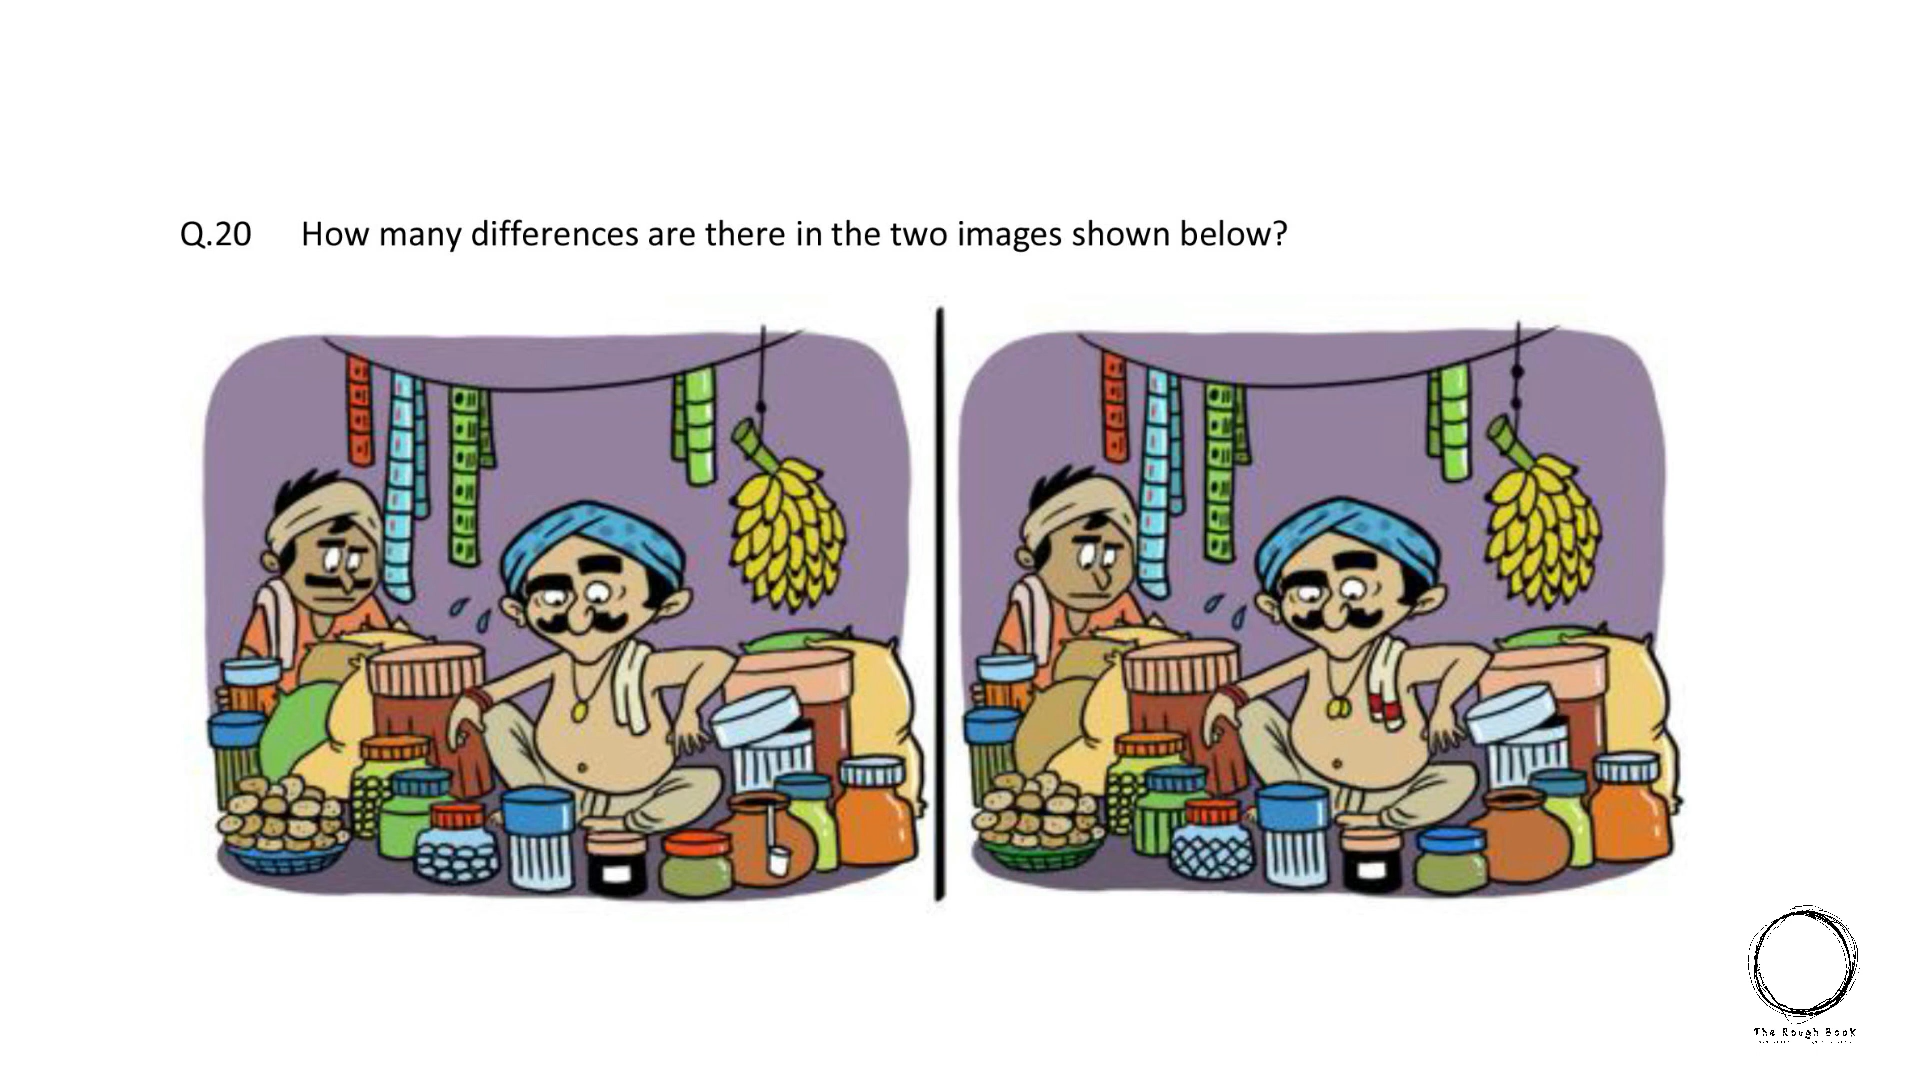 Q.20 How many differences are there in the two images shown below?
The Rough Book